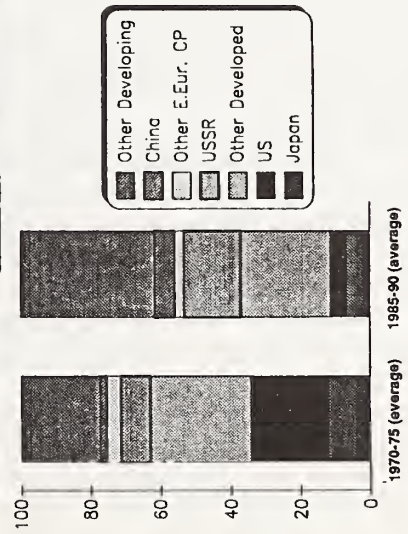 Other Developing
China
Other E.Eur. CP
USSR
Other Developed
US
Japan
100
80
60
40
20
0
1970-75 (average)
1985-90 (average)